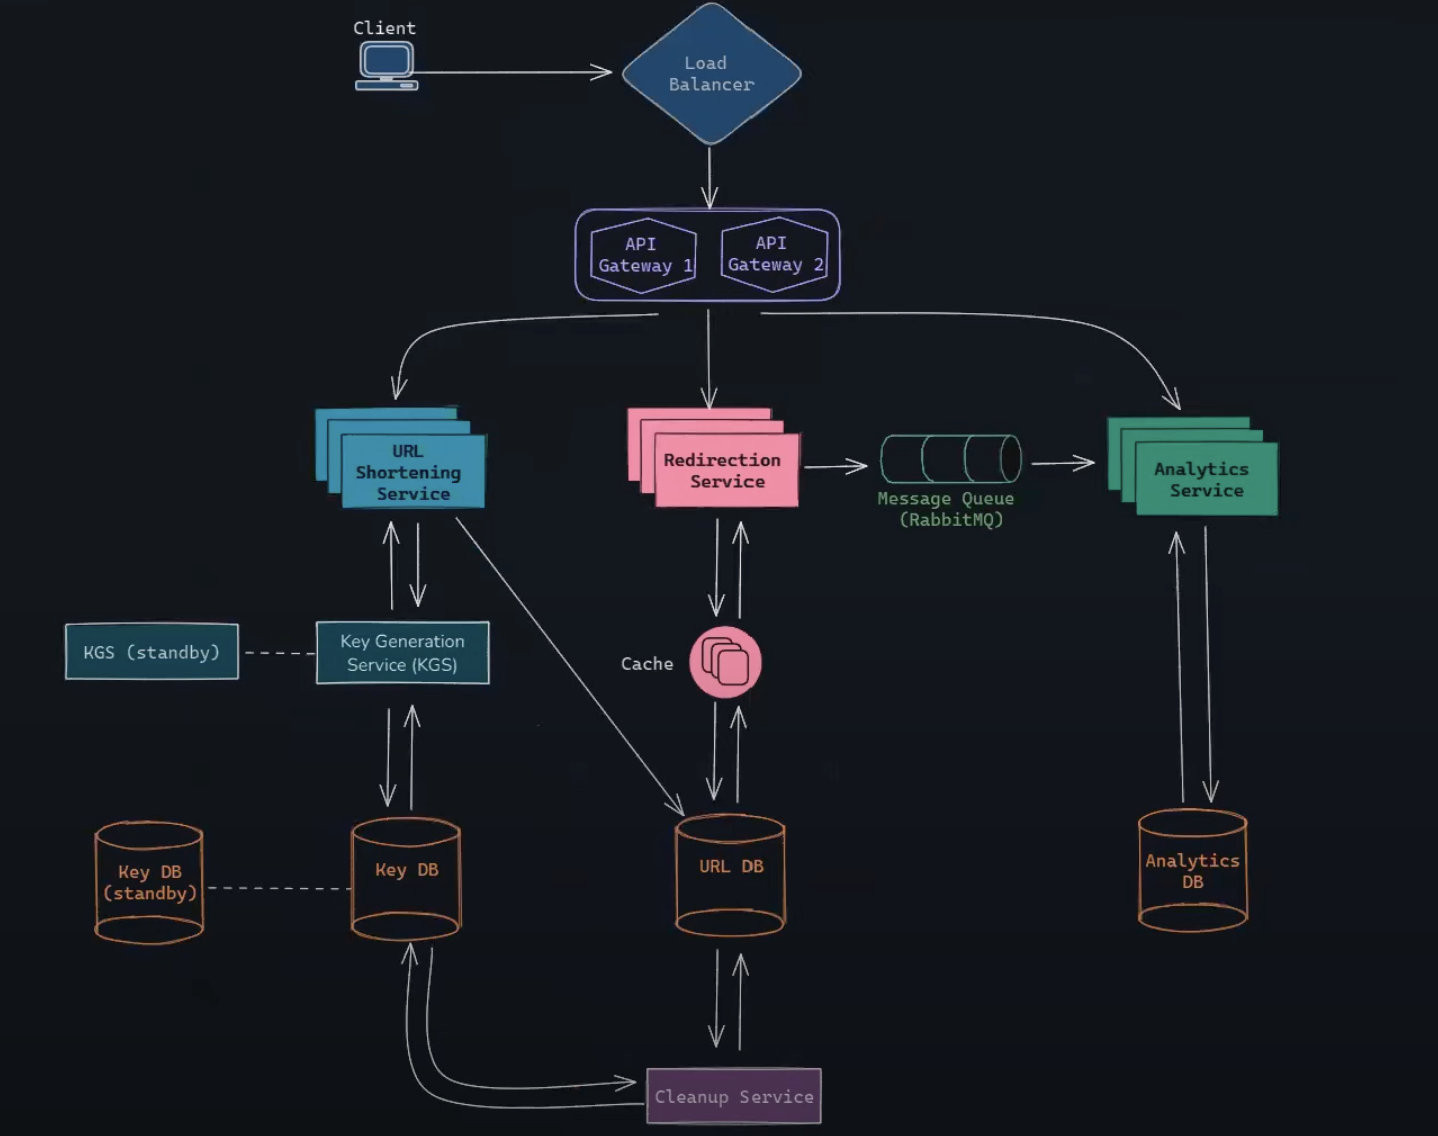 Client
Load
Balancer
API
Gateway 1
API
Gateway 2
URL
Shortening
Service
Redirection
Service
Message Queue
(RabbitMQ)
Analytics
Service
KGS (standby)
Key Generation
Service (KGS)
Cache
Key DB
(standby)
Key DB
URL DB
Analytics
DB
Cleanup Service